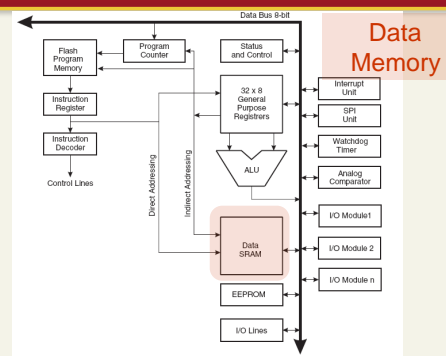 Data Bus 8-bit
Data
Memory
Flash
Program
Memory
Program
Counter
Status
and Control
Instruction
Register
32 x 8
General
Purpose
Registrers
Instruction
Decoder
Control Lines
Direct Addressing
Indirect Addressing
ALU
Data
SRAM
EEPROM
I/O Lines
Interrupt
Unit
SPI
Unit
Watchdog
Timer
Analog
Comparator
I/O Module1
I/O Module 2
I/O Module n